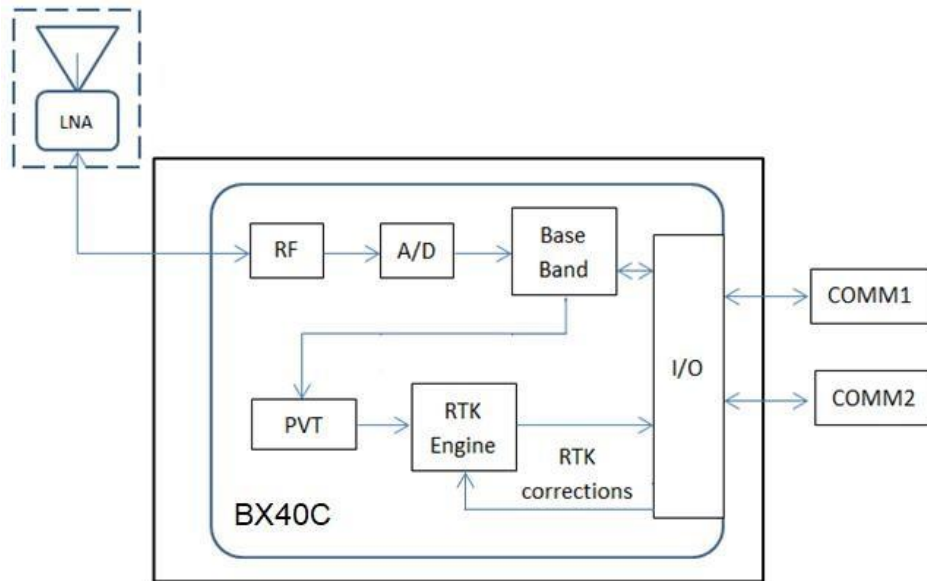 LNA
RF
A/D
Base
Band
I/O
COMM1
COMM2
PVT
RTK
Engine
RTK
corrections
BX40C